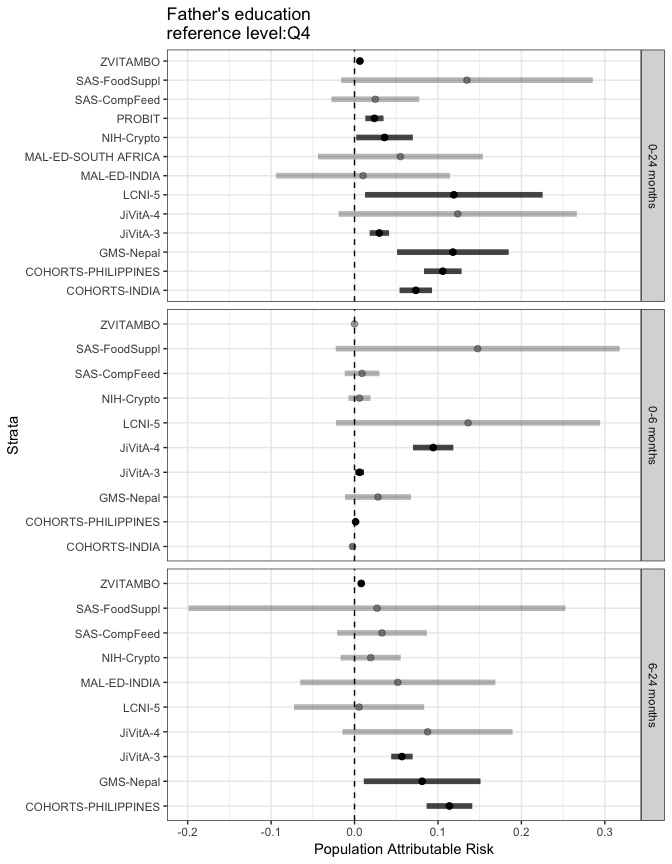 Father's education
reference level:Q4
Strata
ZVITAMBO
SAS-FoodSuppl
SAS-CompFeed
PROBIT
NIH-Crypto
MAL-ED-SOUTH AFRICA
MAL-ED-INDIA
LCNI-5
JiVitA-4
JiVitA-3
GMS-Nepal
COHORTS-PHILIPPINES
COHORTS-INDIA
0-24 months
ZVITAMBO
SAS-FoodSuppl
SAS-CompFeed
NIH-Crypto
LCNI-5
JiVitA-4
JiVitA-3
GMS-Nepal
COHORTS-PHILIPPINES
COHORTS-INDIA
0-6 months
ZVITAMBO
SAS-FoodSuppl
SAS-CompFeed
NIH-Crypto
MAL-ED-INDIA
LCNI-5
JiVitA-4
JiVitA-3
GMS-Nepal
COHORTS-PHILIPPINES
6-24 months
-0.2 -0.1 0.0 0.1 0.2 0.3
Population Attributable Risk